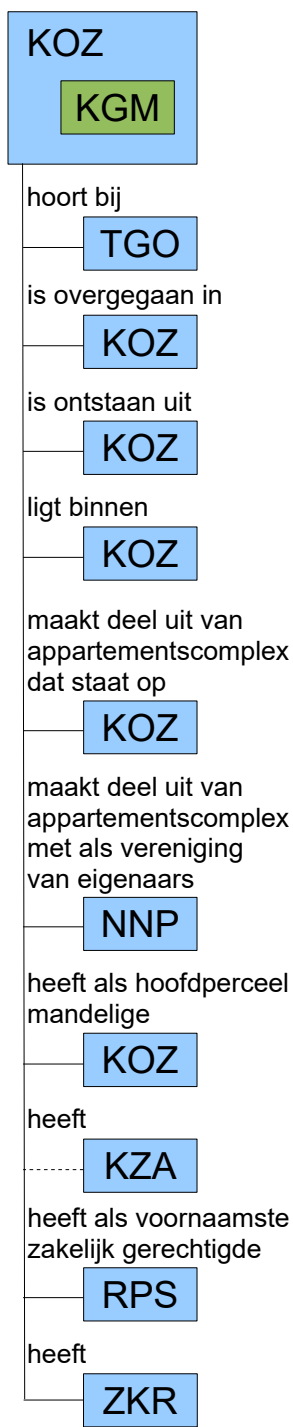 KOZ
KGM
hoort bij
TGO
is overgegaan in
KOZ
is ontstaan uit
KOZ
ligt binnen
KOZ
maakt deel uit van
appartementscomplex
dat staat op
KOZ
maakt deel uit van
appartementscomplex
met als vereniging
van eigenaars
NNP
heeft als hoofdperceel
mandelige
KOZ
heeft
KZA
heeft als voornaamste
zakelijk gerechtigde
RPS
heeft
ZKR